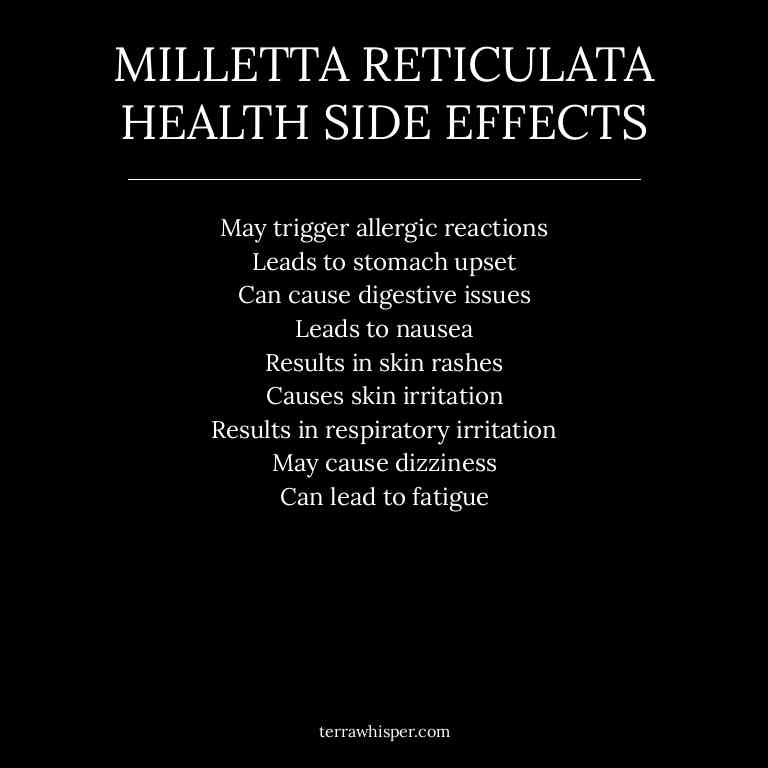 MILLETTA RETICULATA
HEALTH SIDE EFFECTS
May trigger allergic reactions
Leads to stomach upset
Can cause digestive issues
Leads to nausea
Results in skin rashes
Causes skin irritation
Results in respiratory irritation
May cause dizziness
Can lead to fatigue
terrawhisper.com